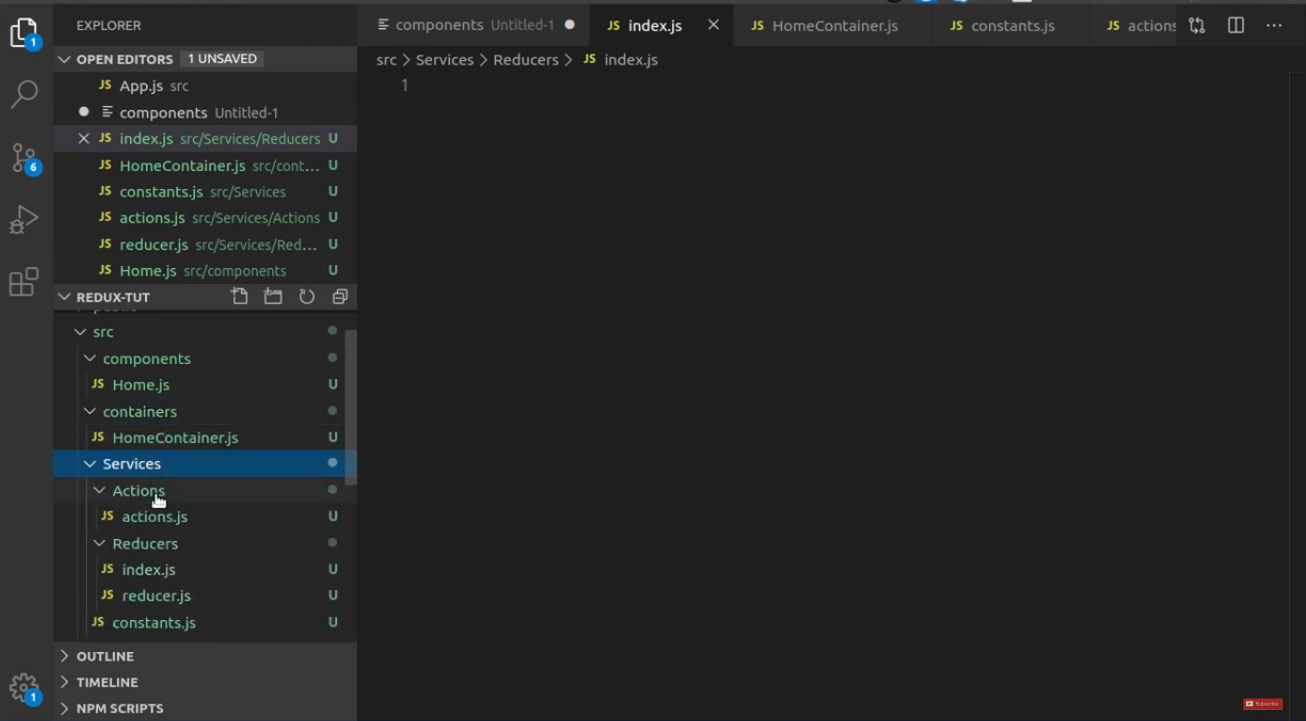 EXPLORER
components Untitled-1
JS index.js
JS HomeContainer.js
JS constants.js
JS actions
OPEN EDITORS 1 UNSAVED
src > Services > Reducers > JS index.js
JS App.js src
components Untitled-1
JS index.js src/Services/Reducers U
JS HomeContainer.js src/cont... U
JS constants.js src/Services U
JS actions.js src/Services/Actions U
JS reducer.js src/Services/Red... U
JS Home.js src/components U
1
1
6
REDUX-TUT
src
components
JS Home.js U
containers
JS HomeContainer.js U
Services
Actions
JS actions.js U
Reducers
JS index.js U
JS reducer.js U
JS constants.js U
OUTLINE
TIMELINE
1
NPM SCRIPTS
Subscribe